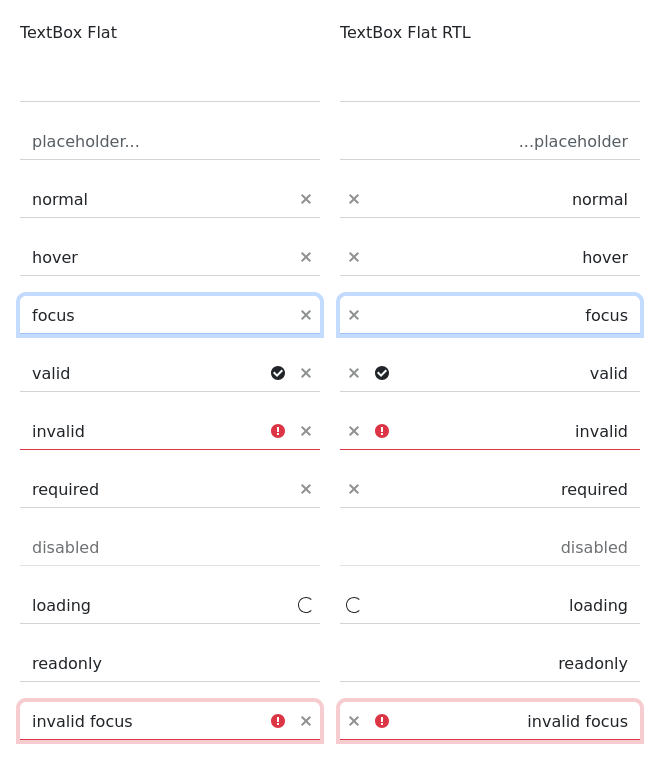 TextBox Flat
placeholder...
normal
hover
focus
valid
invalid
required
disabled
loading
readonly
invalid focus
TextBox Flat RTL
...placeholder
normal
hover
focus
valid
invalid
required
disabled
loading
readonly
invalid focus